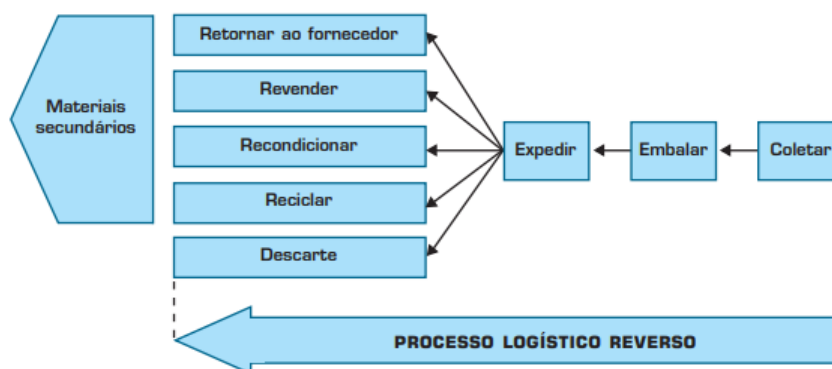 Retornar ao fornecedor
Revender
Materiais
secundários
Recondicionar
Expedir
Embalar
Coletar
Reciclar
Descarte
PROCESSO LOGÍSTICO REVERSO